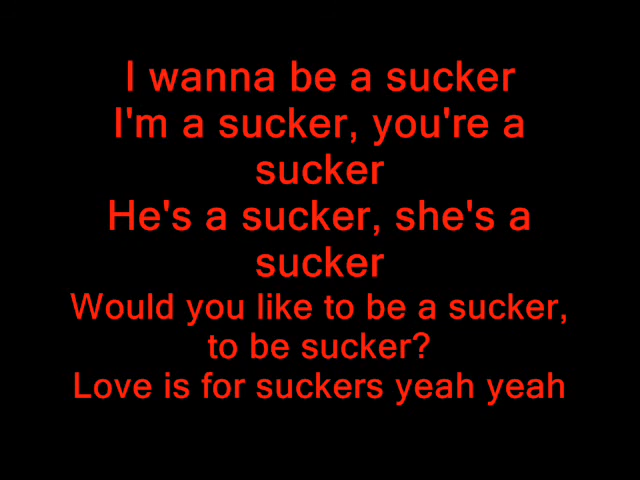 I wanna be a sucker
I'm a sucker, you're a
sucker
He's a sucker, she's a
sucker
Would you like to be a sucker,
to be sucker?
Love is for suckers yeah yeah